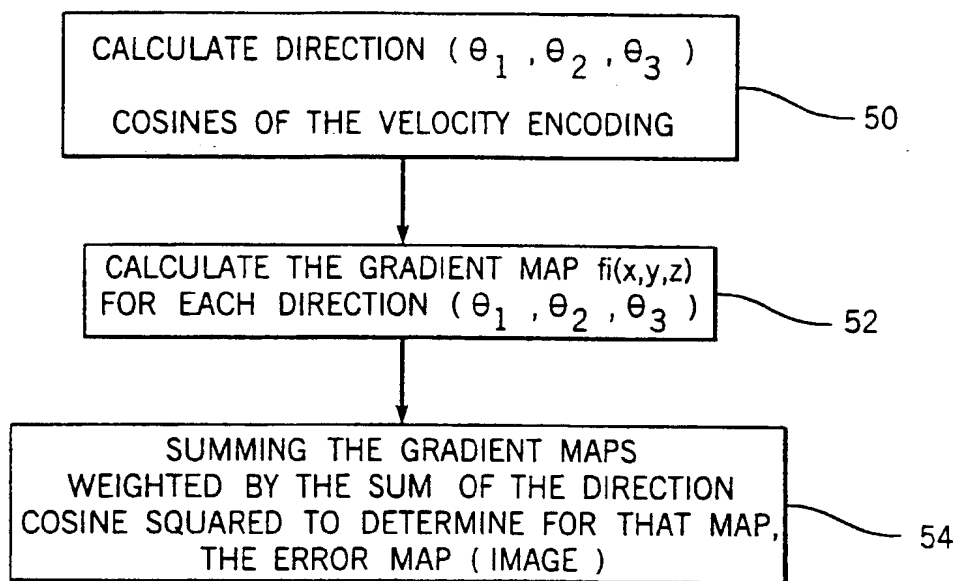 CALCULATE DIRECTION ( θ1 , θ2 , θ3 )
COSINES OF THE VELOCITY ENCODING
50
CALCULATE THE GRADIENT MAP fi(x,y,z)
FOR EACH DIRECTION ( θ1 , θ2 , θ3 )
52
SUMMING THE GRADIENT MAPS
WEIGHTED BY THE SUM OF THE DIRECTION
COSINE SQUARED TO DETERMINE FOR THAT MAP,
THE ERROR MAP ( IMAGE )
54